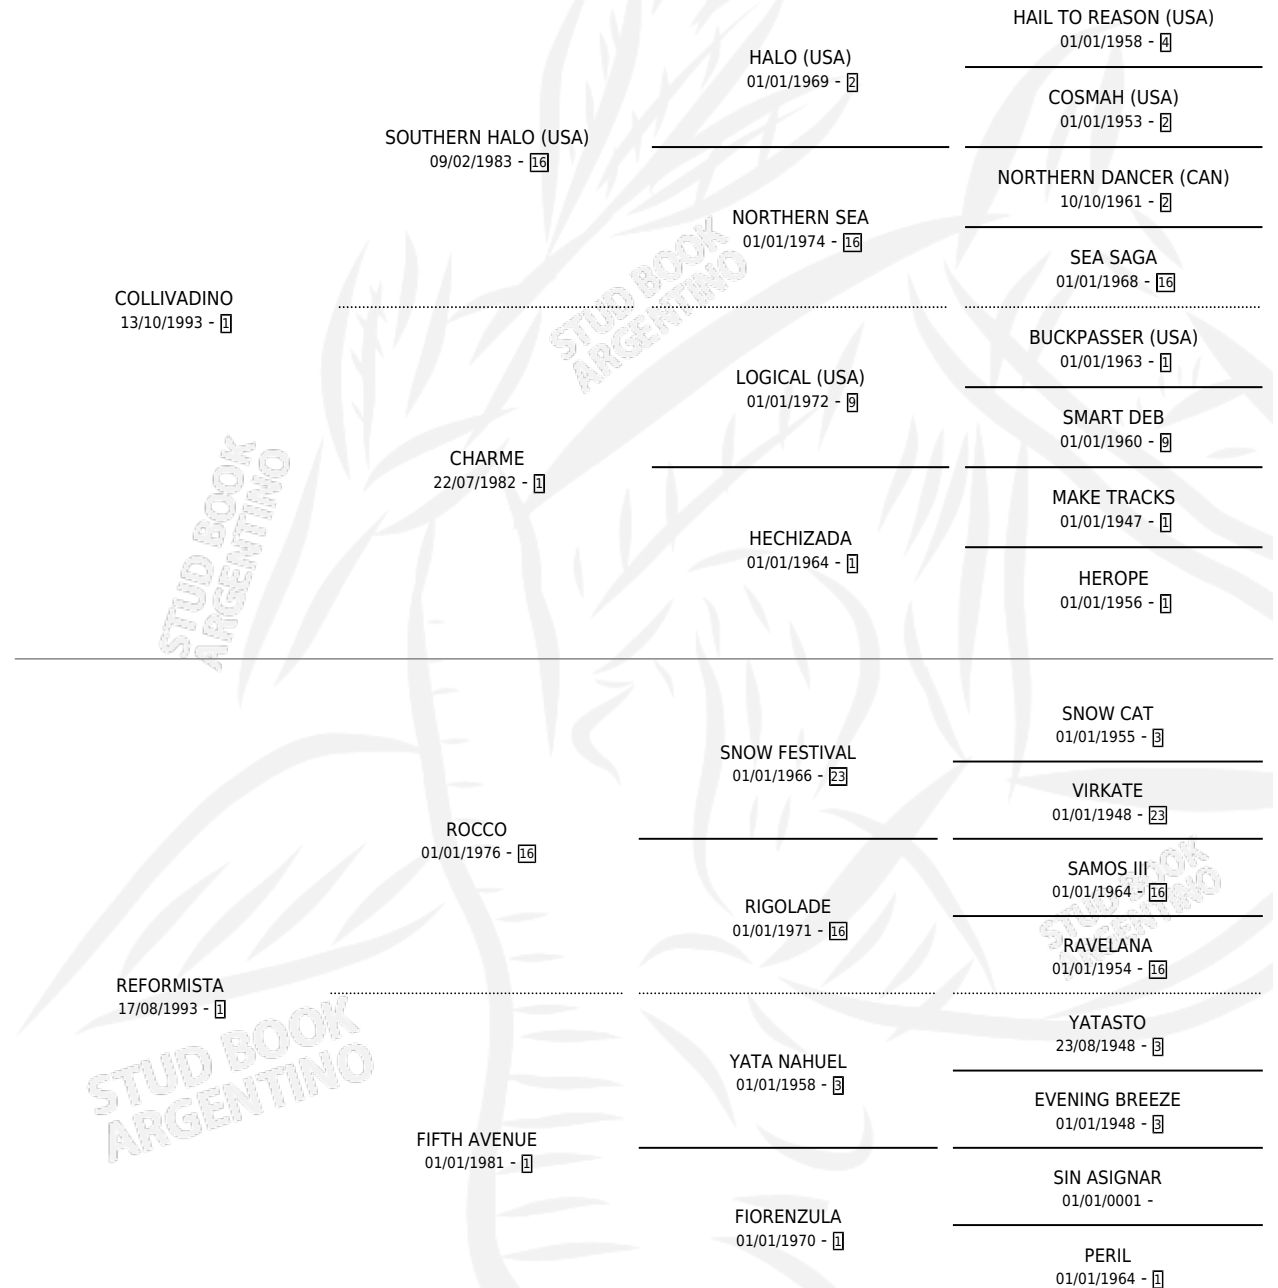 HAIL TO REASON (USA)
01/01/1958 - 4
HALO (USA)
01/01/1969 - 2
COSMAH (USA)
01/01/1953 - 2
SOUTHERN HALO (USA)
09/02/1983 - 16
NORTHERN DANCER (CAN)
10/10/1961 - 2
NORTHERN SEA
01/01/1974 - 16
SEA SAGA
01/01/1968 - 16
COLLIVADINO
13/10/1993 - 1
BUCKPASSER (USA)
01/01/1963 - 1
LOGICAL (USA)
01/01/1972 - 9
SMART DEB
01/01/1960 - 9
CHARME
22/07/1982 - 1
MAKE TRACKS
01/01/1947 - 1
HECHIZADA
01/01/1964 - 1
HEROPE
01/01/1956 - 1
SNOW CAT
01/01/1955 - 3
SNOW FESTIVAL
01/01/1966 - 23
VIRKATE
01/01/1948 - 23
ROCCO
01/01/1976 - 16
SAMOS III
01/01/1964 - 16
RIGOLADE
01/01/1971 - 16
RAVELANA
01/01/1954 - 16
REFORMISTA
17/08/1993 - 1
YATASTO
23/08/1948 - 3
YATA NAHUEL
01/01/1958 - 3
EVENING BREEZE
01/01/1948 - 3
FIFTH AVENUE
01/01/1981 - 1
SIN ASIGNAR
01/01/0001 -
FIORENZULA
01/01/1970 - 1
PERIL
01/01/1964 - 1
STUD BOOK
ARGENTINO
STUD BOOK
ARGENTINO
STUD BOOK
ARGENTINO
STUD BOOK
ARGENTINO